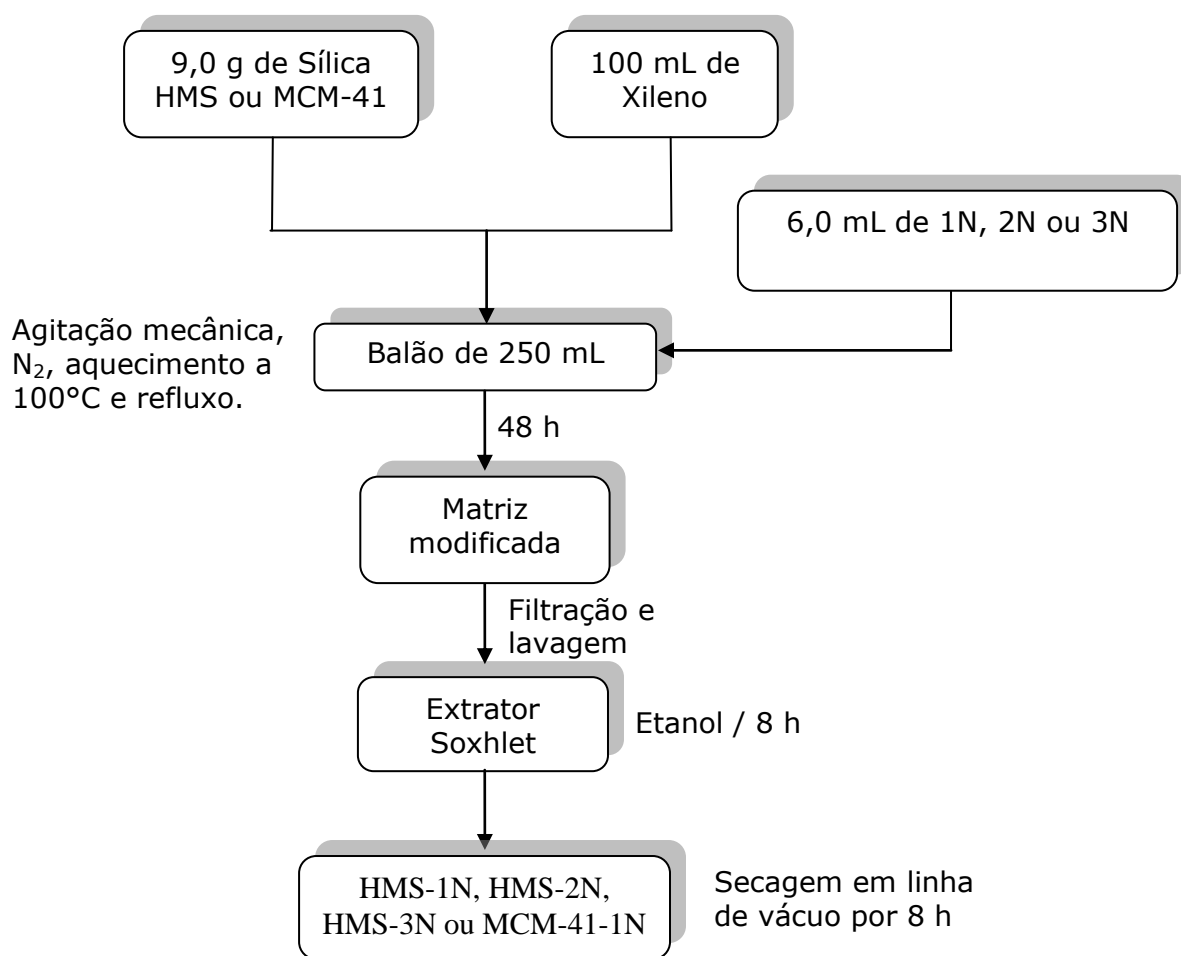 9,0 g de Sílica
HMS ou MCM-41
100 mL de
Xileno
6,0 mL de 1N, 2N ou 3N
Agitação mecânica,
N₂, aquecimento a
100°C e refluxo.
Balão de 250 mL
48 h
Matriz
modificada
Filtração e
lavagem
Extrator
Soxhlet
Etanol / 8 h
HMS-1N, HMS-2N,
HMS-3N ou MCM-41-1N
Secagem em linha
de vácuo por 8 h